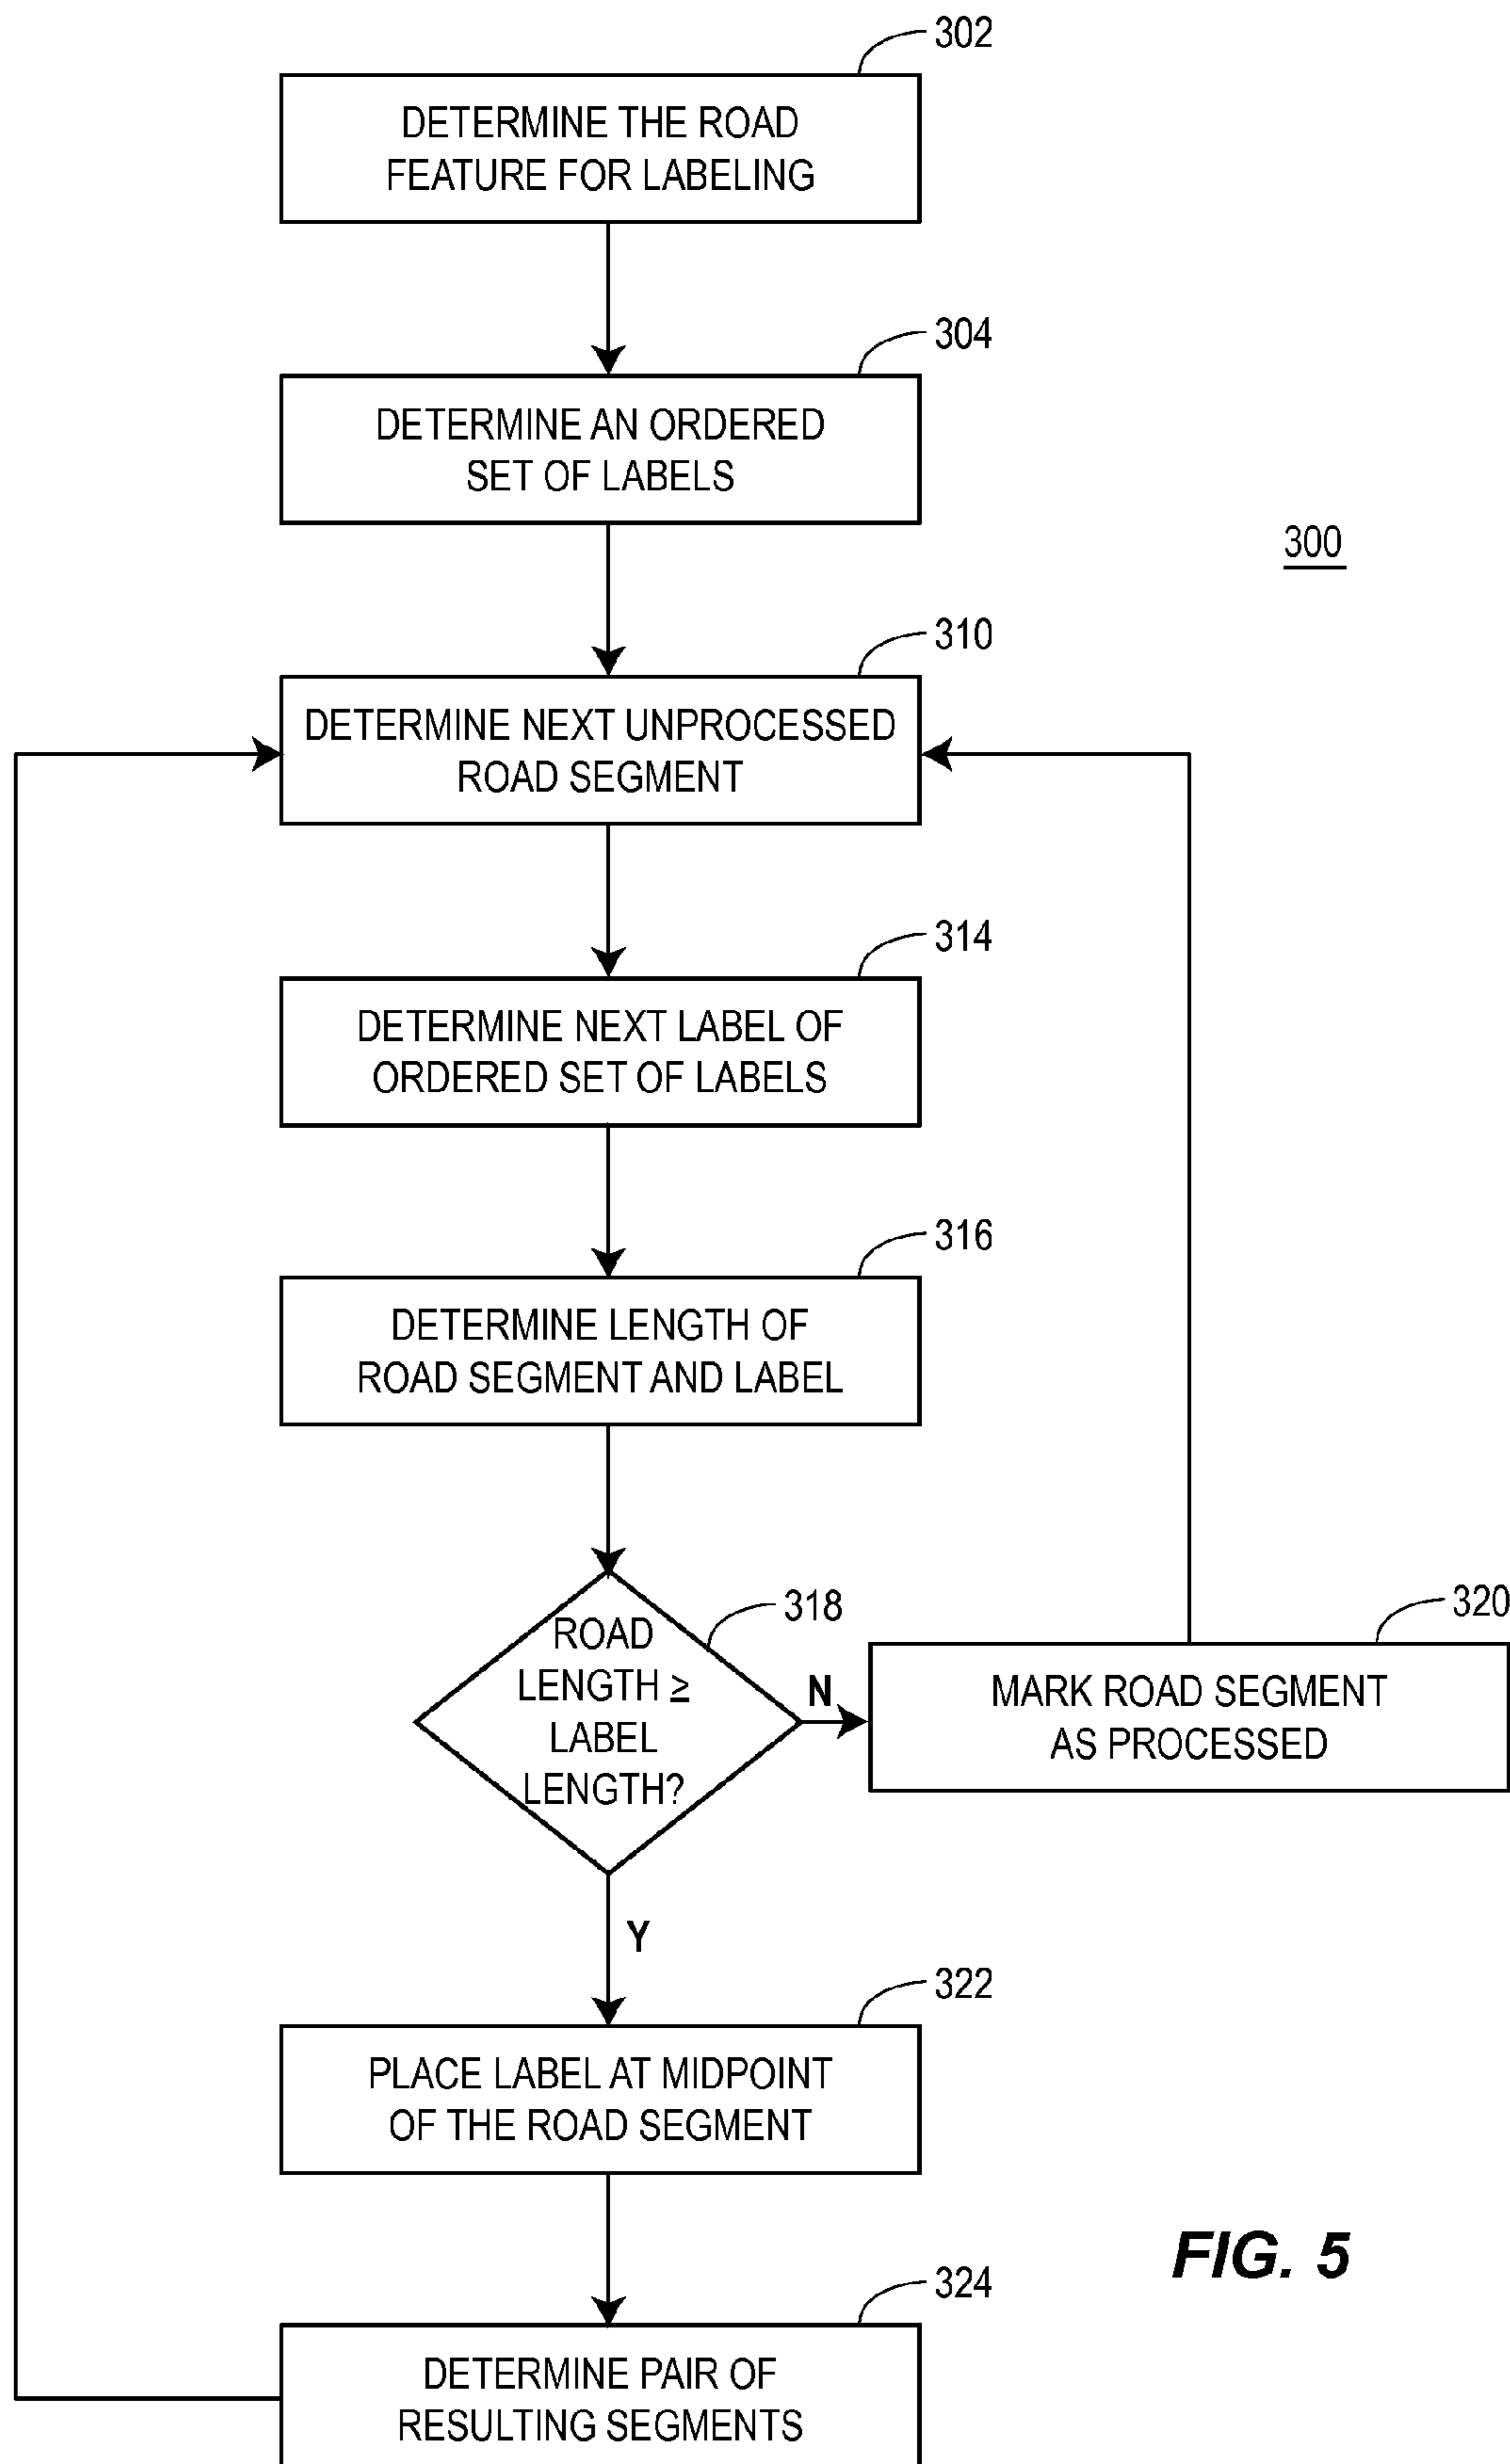 302
DETERMINE THE ROAD
FEATURE FOR LABELING
304
DETERMINE AN ORDERED
SET OF LABELS
300
310
DETERMINE NEXT UNPROCESSED
ROAD SEGMENT
314
DETERMINE NEXT LABEL OF
ORDERED SET OF LABELS
316
DETERMINE LENGTH OF
ROAD SEGMENT AND LABEL
318
ROAD
LENGTH ≥
LABEL
LENGTH?
N
320
MARK ROAD SEGMENT
AS PROCESSED
Y
322
PLACE LABEL AT MIDPOINT
OF THE ROAD SEGMENT
324
DETERMINE PAIR OF
RESULTING SEGMENTS
FIG. 5